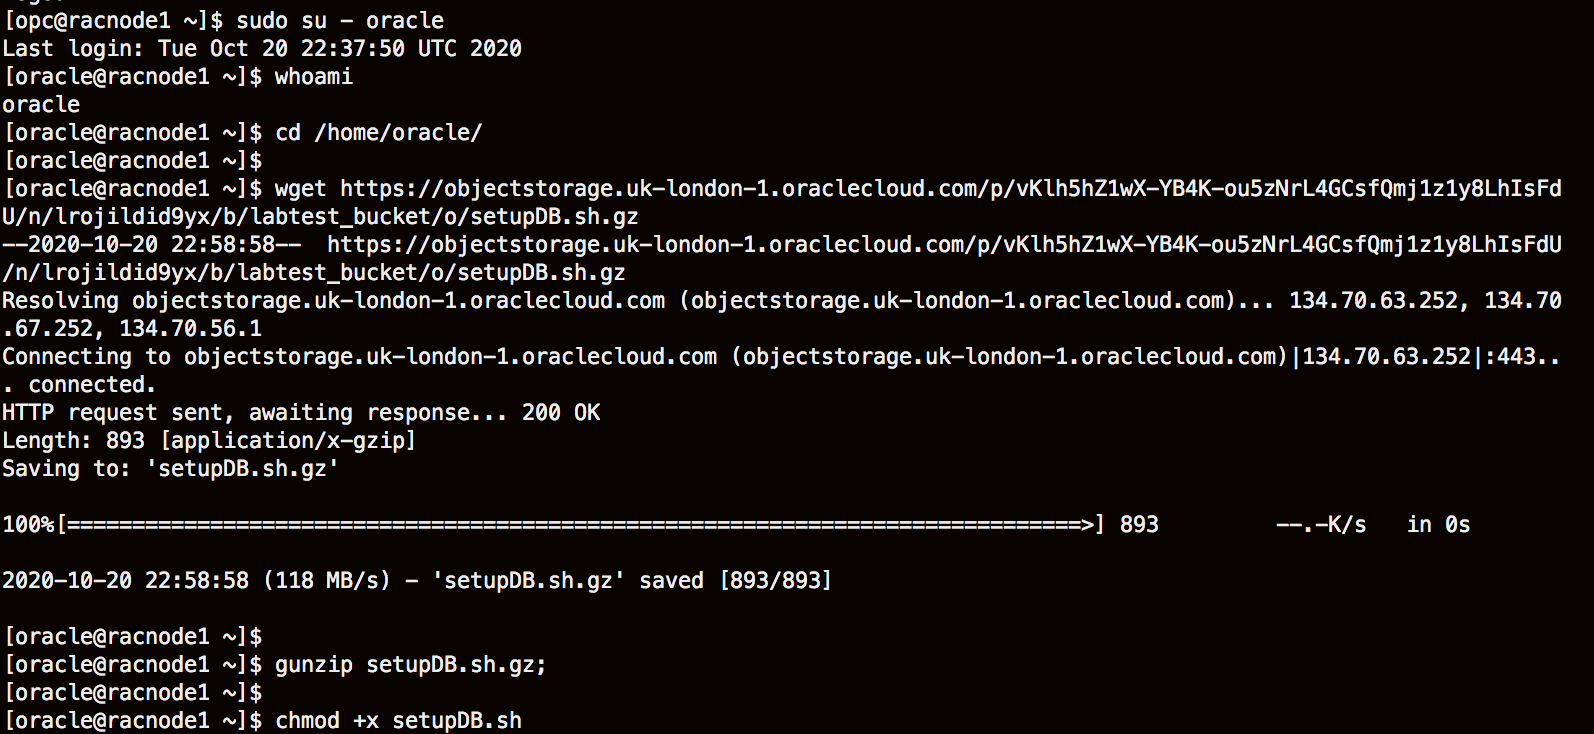 [opc@racnode1 ~]$ sudo su - oracle
Last login: Tue Oct 20 22:37:50 UTC 2020
[oracle@racnode1 ~]$ whoami
oracle
[oracle@racnode1 ~]$ cd /home/oracle/
[oracle@racnode1 ~]$
[oracle@racnode1 ~]$ wget https://objectstorage.uk-london-1.oraclecloud.com/p/vKlh5hZ1wX-YB4K-ou5zNrL4GCsfQmj1z1y8LhIsFd
U/n/lrojildid9yx/b/labtest_bucket/o/setupDB.sh.gz
--2020-10-20 22:58:58--  https://objectstorage.uk-london-1.oraclecloud.com/p/vKlh5hZ1wX-YB4K-ou5zNrL4GCsfQmj1z1y8LhIsFdU
/n/lrojildid9yx/b/labtest_bucket/o/setupDB.sh.gz
Resolving objectstorage.uk-london-1.oraclecloud.com (objectstorage.uk-london-1.oraclecloud.com)... 134.70.63.252, 134.70
.67.252, 134.70.56.1
Connecting to objectstorage.uk-london-1.oraclecloud.com (objectstorage.uk-london-1.oraclecloud.com)|134.70.63.252|:443..
. connected.
HTTP request sent, awaiting response... 200 OK
Length: 893 [application/x-gzip]
Saving to: 'setupDB.sh.gz'
100%[==============================================================================>] 893         --.-K/s   in 0s
2020-10-20 22:58:58 (118 MB/s) - 'setupDB.sh.gz' saved [893/893]
[oracle@racnode1 ~]$
[oracle@racnode1 ~]$ gunzip setupDB.sh.gz;
[oracle@racnode1 ~]$
[oracle@racnode1 ~]$ chmod +x setupDB.sh